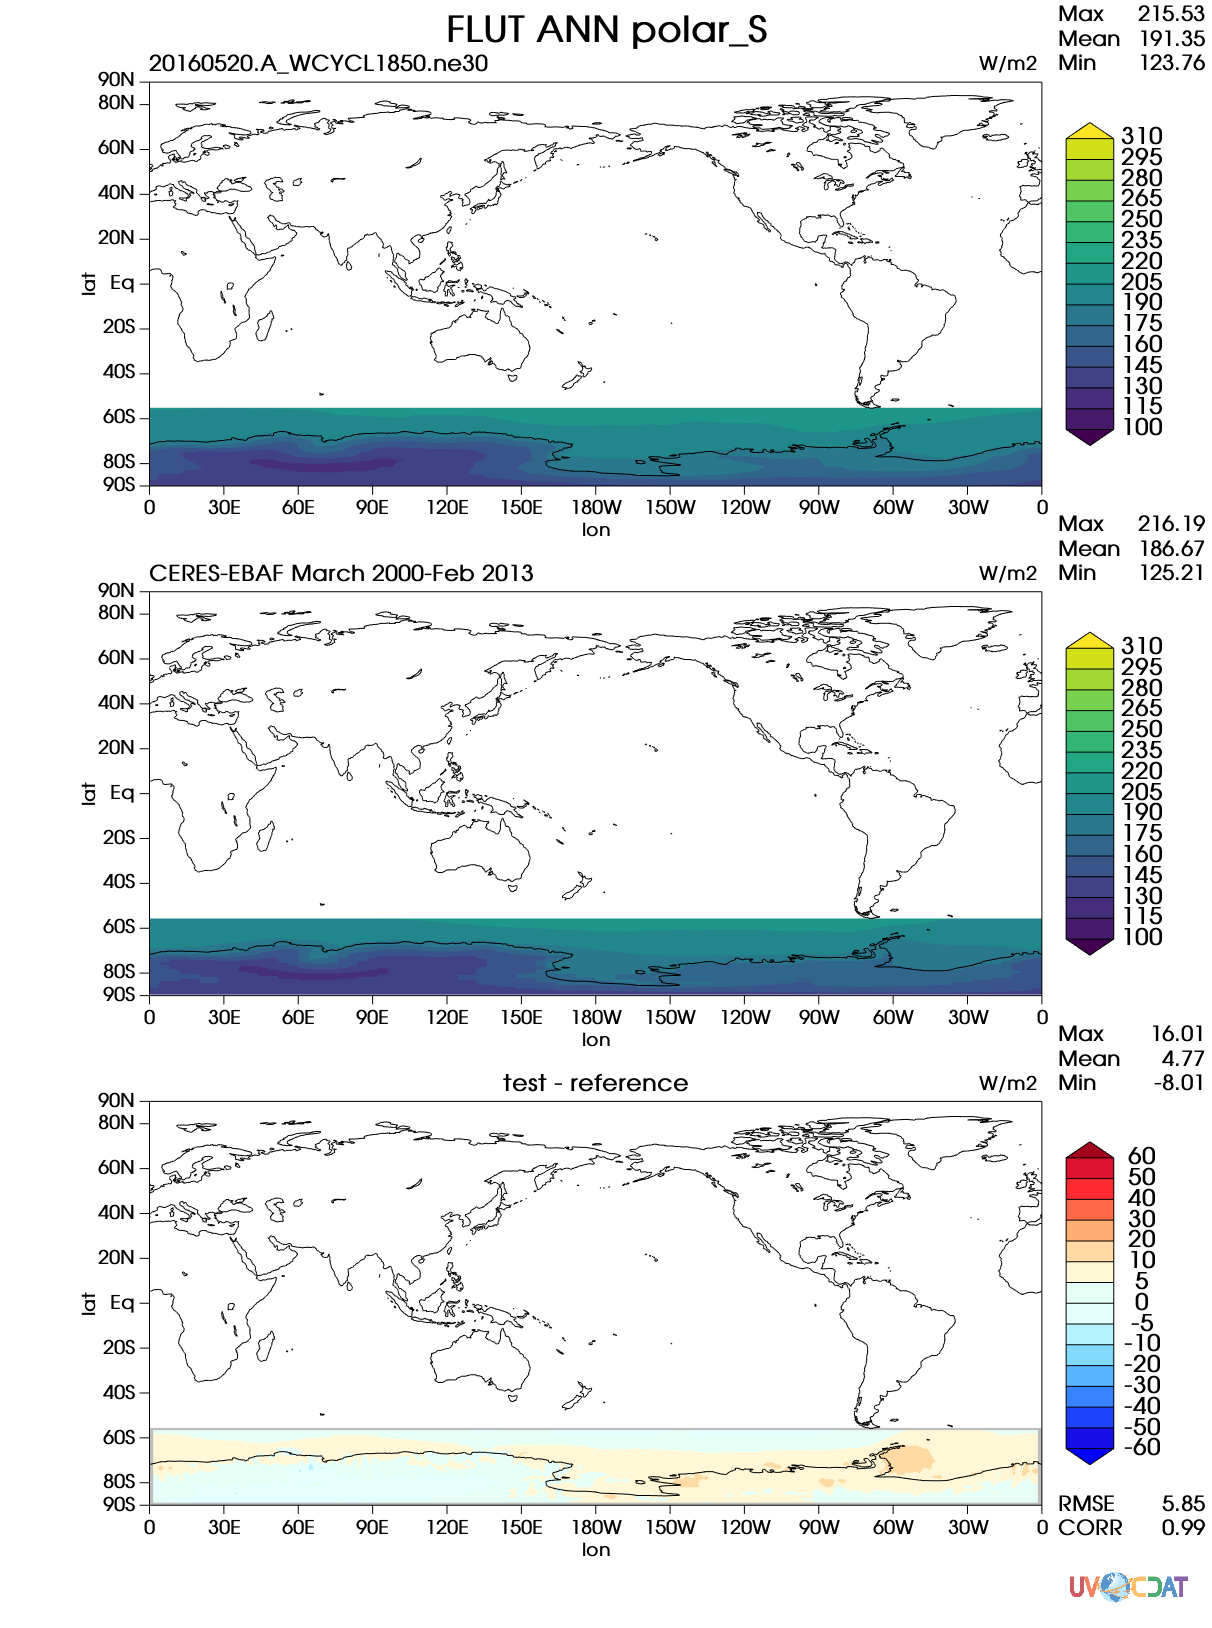 FLUT ANN polar_S
Max 215.53
Mean 191.35
Min 123.76
20160520.A_WCYCL1850.ne30 W/m2
90N
80N
60N
40N
20N
Eq
20S
40S
60S
80S
90S
lat
0 30E 60E 90E 120E 150E 180W 150W 120W 90W 60W 30W 0
lon
310
295
280
265
250
235
220
205
190
175
160
145
130
115
100
Max 216.19
Mean 186.67
Min 125.21
CERES-EBAF March 2000-Feb 2013 W/m2
90N
80N
60N
40N
20N
Eq
20S
40S
60S
80S
90S
lat
0 30E 60E 90E 120E 150E 180W 150W 120W 90W 60W 30W 0
lon
310
295
280
265
250
235
220
205
190
175
160
145
130
115
100
Max 16.01
Mean 4.77
Min -8.01
test - reference W/m2
90N
80N
60N
40N
20N
Eq
20S
40S
60S
80S
90S
lat
0 30E 60E 90E 120E 150E 180W 150W 120W 90W 60W 30W 0
lon
60
50
40
30
20
10
5
0
-5
-10
-20
-30
-40
-50
-60
RMSE 5.85
CORR 0.99
UV CDAT